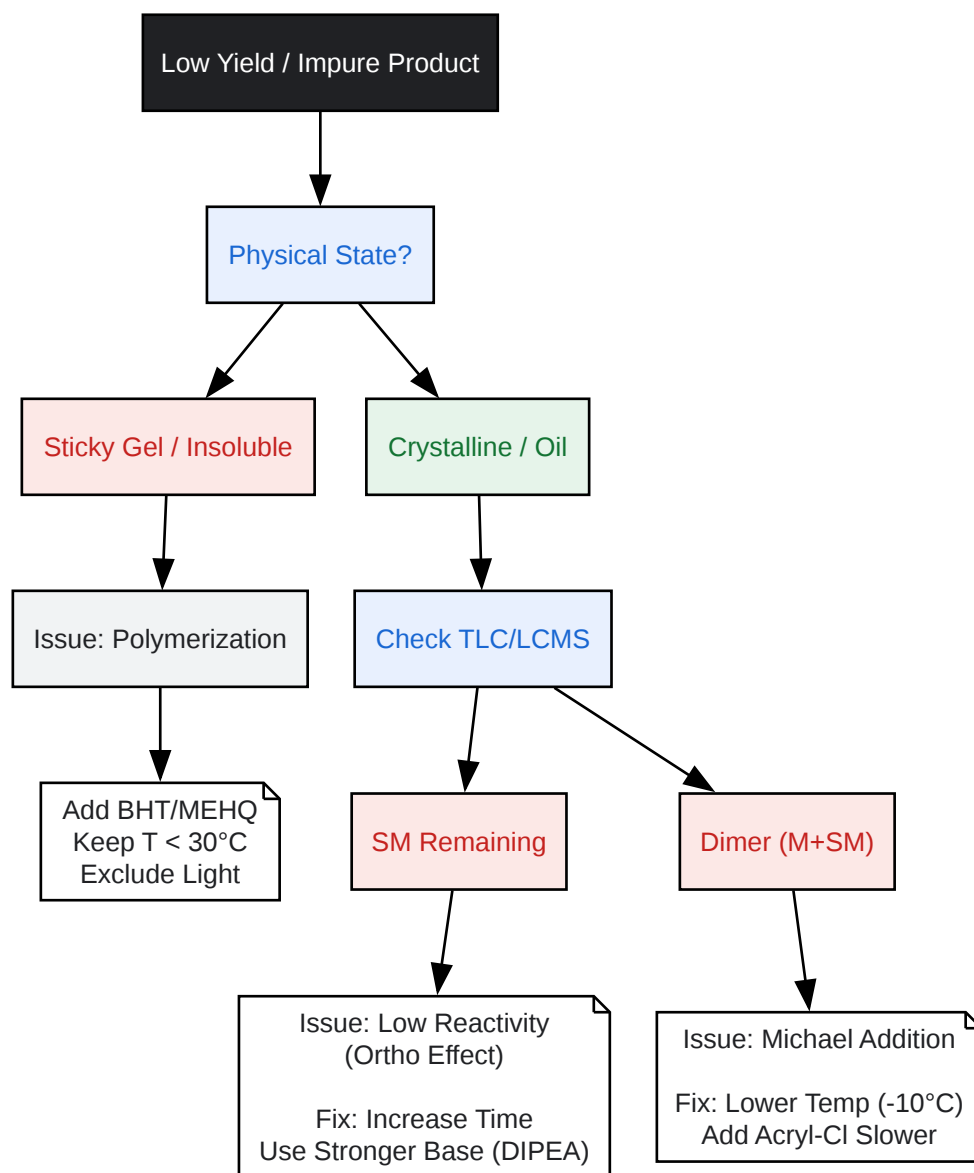 Low Yield / Impure Product
Physical State?
Sticky Gel / Insoluble
Crystalline / Oil
Issue: Polymerization
Check TLC/LCMS
Add BHT/MEHQ
Keep T < 30°C
Exclude Light
SM Remaining
Dimer (M+SM)
Issue: Low Reactivity
(Ortho Effect)
Fix: Increase Time
Use Stronger Base (DIPEA)
Issue: Michael Addition
Fix: Lower Temp (-10°C)
Add Acryl-Cl Slower